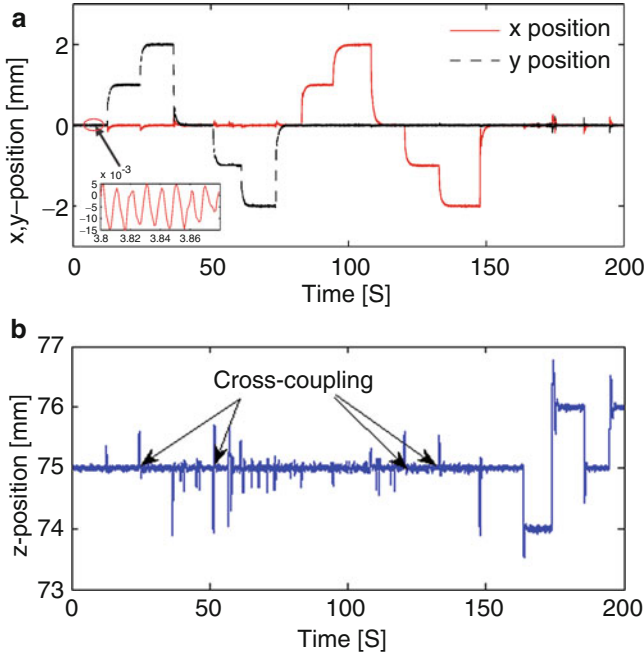 a
x position
y position
x,y–position [mm]
2
0
−2
x 10⁻³
5
0
−5
−10
−15
3.8 3.82 3.84 3.86
0 50 100 150 200
Time [S]
b
z-position [mm]
77
76
75
74
73
Cross-coupling
0 50 100 150 200
Time [S]